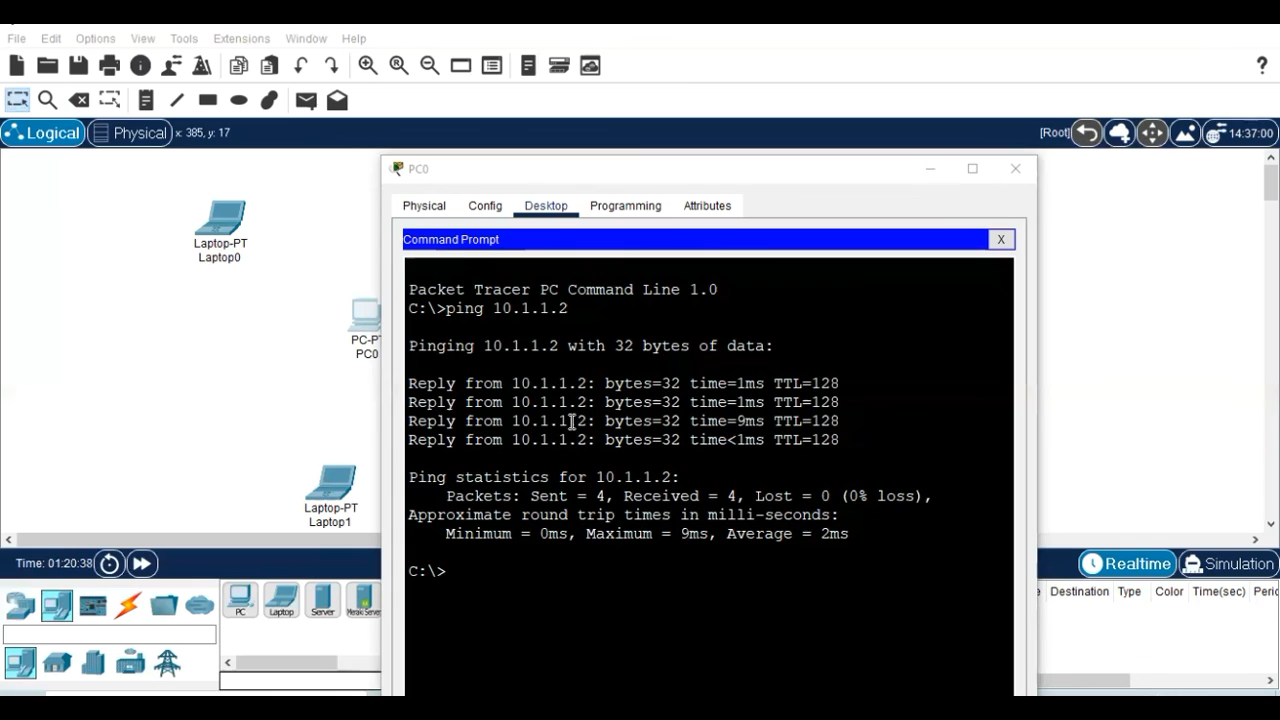 File Edit Options View Tools Extensions Window Help
?
Logical Physical x: 385, y: 17 [Root] 14:37:00
PC0
Physical Config Desktop Programming Attributes
Command Prompt X
Laptop-PT
Laptop0
PC-P
PC0
Laptop-PT
Laptop1
Packet Tracer PC Command Line 1.0
C:\>ping 10.1.1.2
Pinging 10.1.1.2 with 32 bytes of data:
Reply from 10.1.1.2: bytes=32 time=1ms TTL=128
Reply from 10.1.1.2: bytes=32 time=1ms TTL=128
Reply from 10.1.1.2: bytes=32 time=9ms TTL=128
Reply from 10.1.1.2: bytes=32 time<1ms TTL=128
Ping statistics for 10.1.1.2:
Packets: Sent = 4, Received = 4, Lost = 0 (0% loss),
Approximate round trip times in milli-seconds:
Minimum = 0ms, Maximum = 9ms, Average = 2ms
C:\>
Time: 01:20:38 Realtime Simulation
PC Laptop Server Meraki Server
Destination Type Color Time(sec) Perio